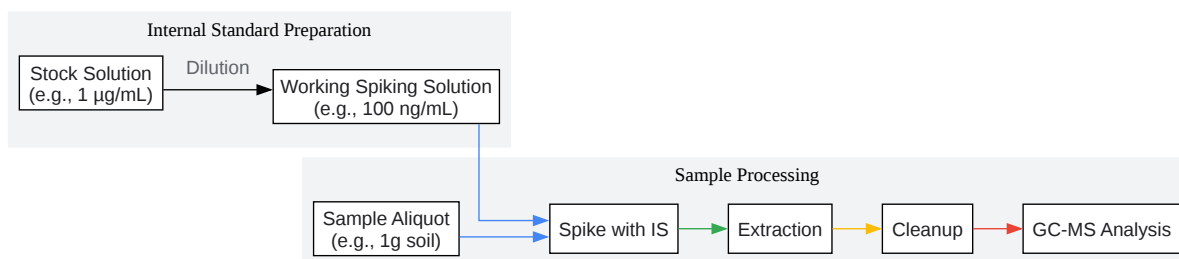 Internal Standard Preparation
Stock Solution
(e.g., 1 µg/mL)
Dilution
Working Spiking Solution
(e.g., 100 ng/mL)
Sample Processing
Sample Aliquot
(e.g., 1g soil)
Spike with IS
Extraction
Cleanup
GC-MS Analysis